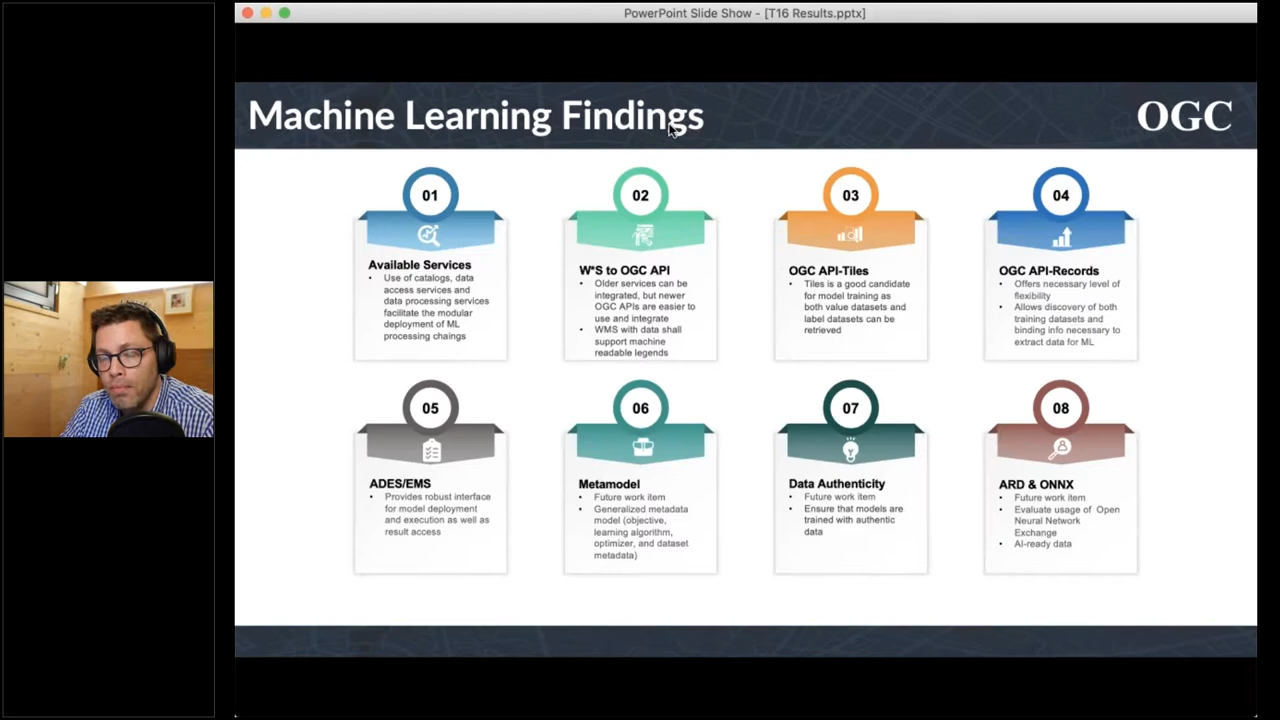 PowerPoint Slide Show - [T16 Results.pptx]
Machine Learning Findings
OGC
01
Available Services
• Use of catalogs, data
access services and
data processing services
facilitate the modular
deployment of ML
processing chaings
02
W*S to OGC API
• Older services can be
integrated, but newer
OGC APIs are easier to
use and integrate
• WMS with data shall
support machine
readable legends
03
OGC API-Tiles
• Tiles is a good candidate
for model training as
both value datasets and
label datasets can be
retrieved
04
OGC API-Records
• Offers necessary level of
flexibility
• Allows discovery of both
training datasets and
binding info necessary to
extract data for ML
05
ADES/EMS
• Provides robust interface
for model deployment
and execution as well as
result access
06
Metamodel
• Future work item
• Generalized metadata
model (objective,
learning algorithm,
optimizer, and dataset
metadata)
07
Data Authenticity
• Future work item
• Ensure that models are
trained with authentic
data
08
ARD & ONNX
• Future work item
• Evaluate usage of Open
Neural Network
Exchange
• AI-ready data